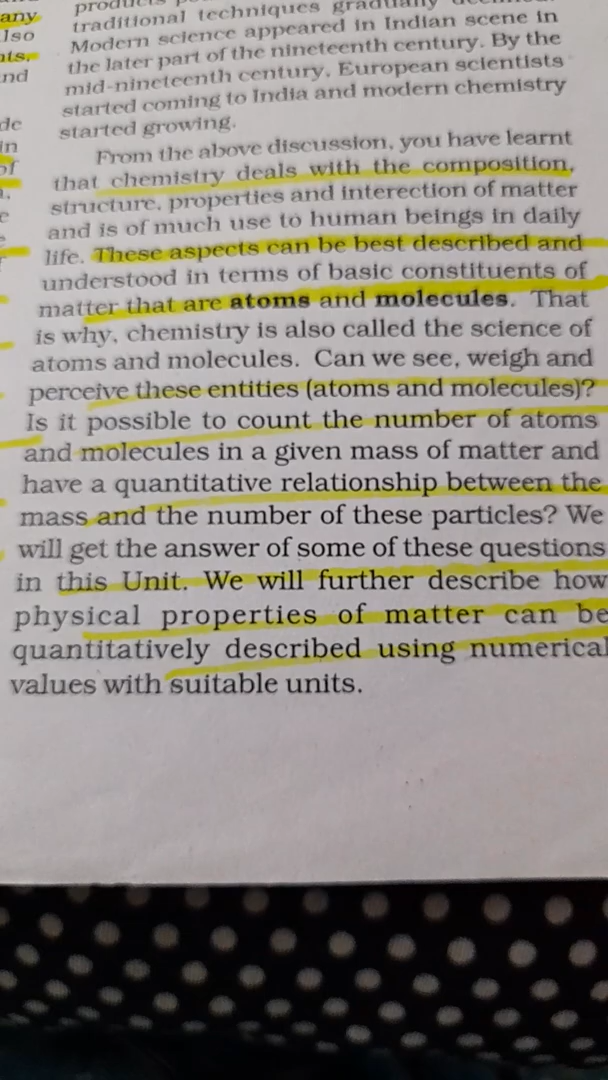 any
lso
nts,
nd
de
in
of
traditional techniques
Modern science appeared in Indian scene in
the later part of the nineteenth century. By the
mid-nineteenth century, European scientists
started coming to India and modern chemistry
started growing.
From the above discussion, you have learnt
that chemistry deals with the composition,
structure, properties and interection of matter
and is of much use to human beings in daily
life. These aspects can be best described and
understood in terms of basic constituents of
matter that are atoms and molecules. That
is why, chemistry is also called the science of
atoms and molecules. Can we see, weigh and
perceive these entities (atoms and molecules)?
Is it possible to count the number of atoms
and molecules in a given mass of matter and
have a quantitative relationship between the
mass and the number of these particles? We
will get the answer of some of these questions
in this Unit. We will further describe how
physical properties of matter can be
quantitatively described using numerical
values with suitable units.